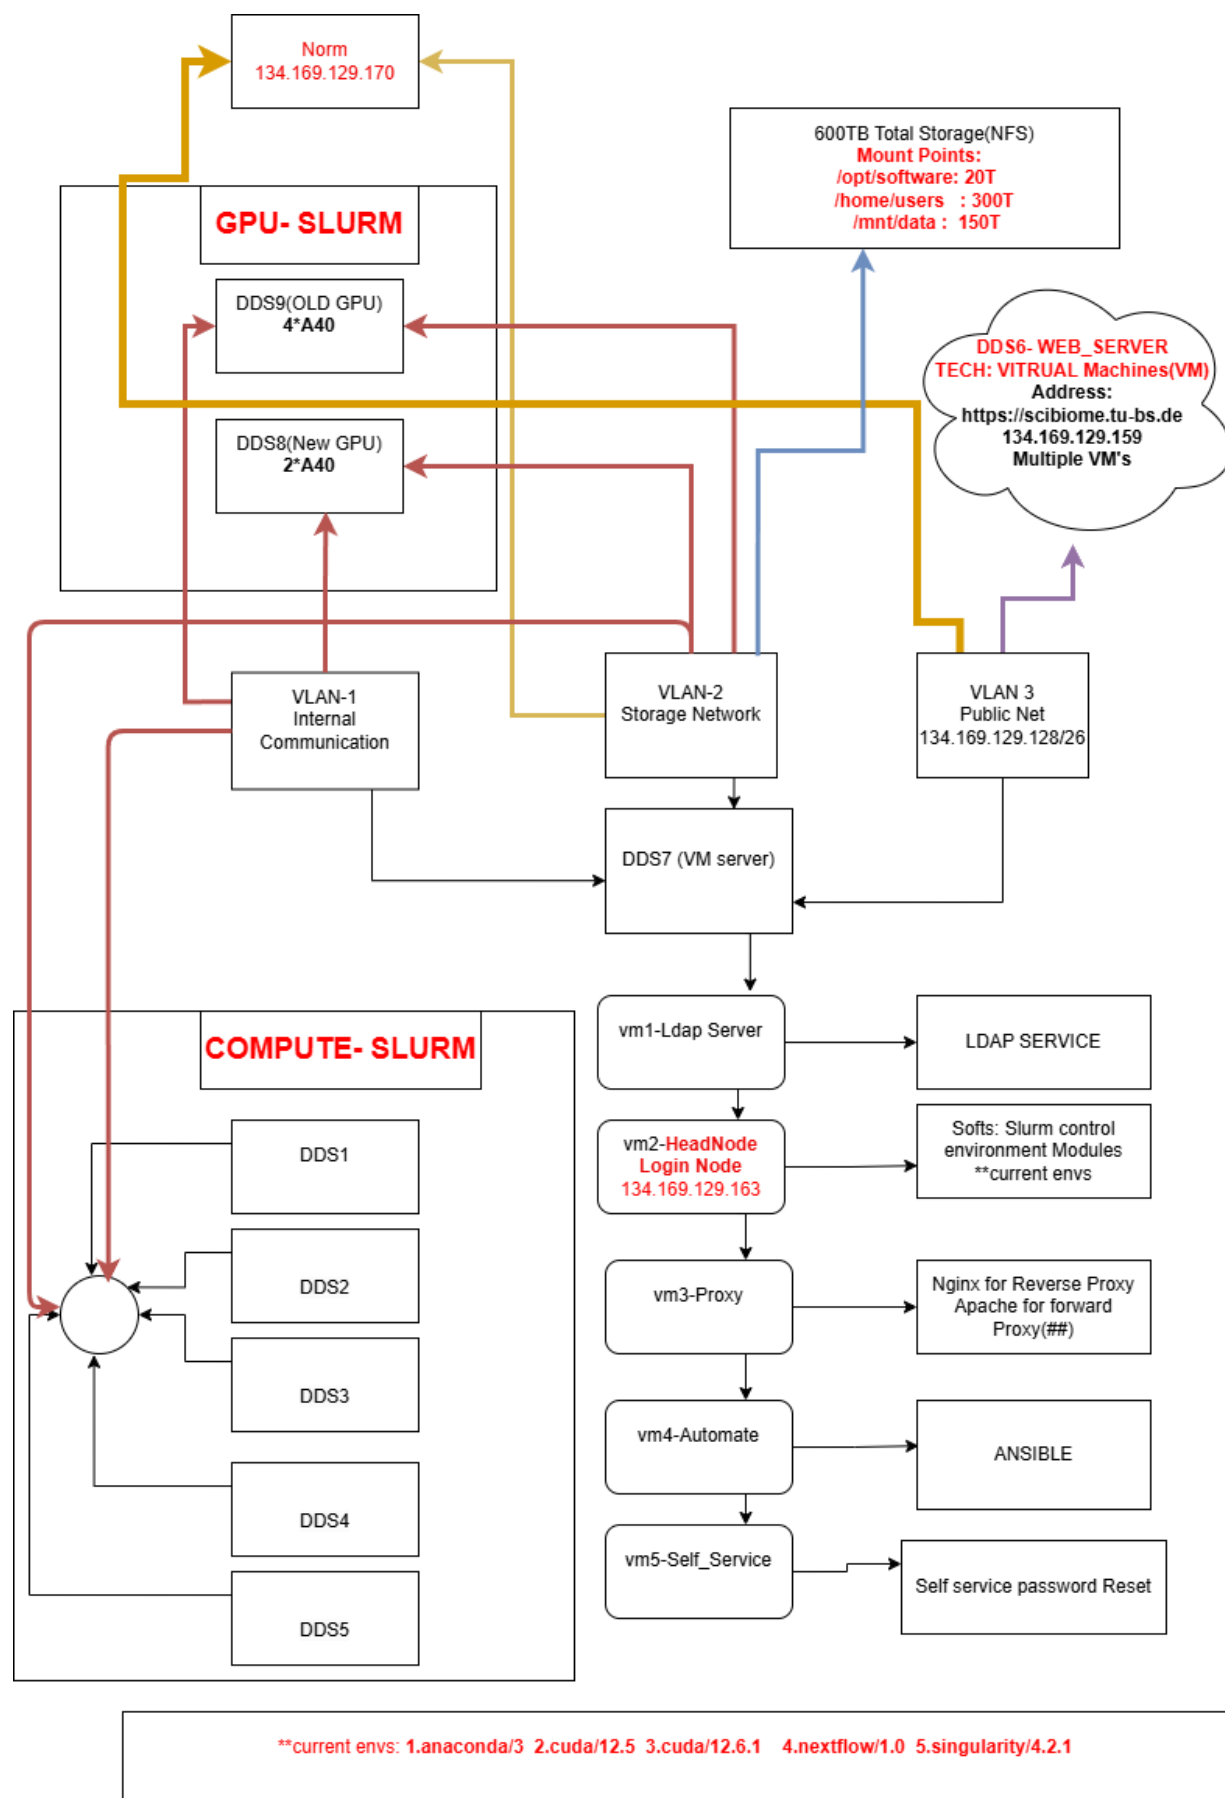 Norm
134.169.129.170
600TB Total Storage(NFS)
Mount Points:
/opt/software: 20T
/home/users : 300T
/mnt/data : 150T
GPU- SLURM
DDS9(OLD GPU)
4*A40
DDS6- WEB_SERVER
TECH: VITRUAL Machines(VM)
Address:
https://scibiome.tu-bs.de
134.169.129.159
Multiple VM's
DDS8(New GPU)
2*A40
VLAN-1
Internal
Communication
VLAN-2
Storage Network
VLAN 3
Public Net
134.169.129.128/26
DDS7 (VM server)
vm1-Ldap Server
LDAP SERVICE
COMPUTE- SLURM
vm2-HeadNode
Login Node
134.169.129.163
Softs: Slurm control
environment Modules
**current envs
DDS1
DDS2
vm3-Proxy
Nginx for Reverse Proxy
Apache for forward
Proxy(##)
DDS3
vm4-Automate
ANSIBLE
DDS4
vm5-Self_Service
Self service password Reset
DDS5
**current envs: 1.anaconda/3 2.cuda/12.5 3.cuda/12.6.1 4.nextflow/1.0 5.singularity/4.2.1